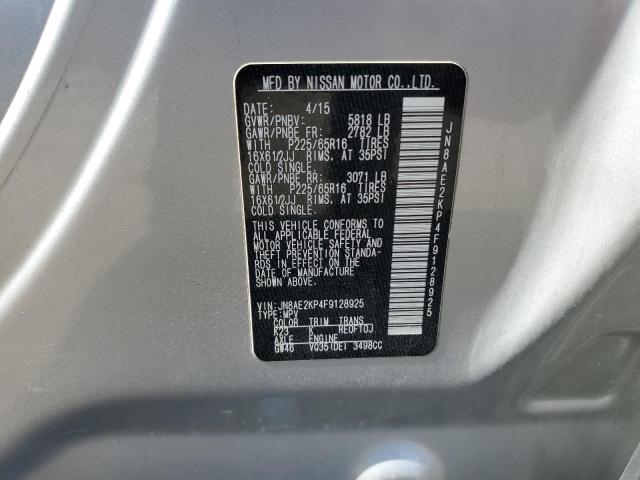 MFD BY NISSAN MOTOR CO.,LTD.
DATE: 4/15
GVWR/PNBV: 5818 LB
GAWR/PNBE FR: 2782 LB
WITH P225/65R16 TIRES
16X61/2JJ RIMS. AT 35PSI
COLD SINGLE.
GAWR/PNBE RR: 3071 LB
WITH P225/65R16 TIRES
16X61/2JJ RIMS. AT 35PSI
COLD SINGLE.
THIS VEHICLE CONFORMS TO
ALL APPLICABLE FEDERAL
MOTOR VEHICLE SAFETY AND
THEFT PREVENTION STANDA-
RDS IN EFFECT ON THE
DATE OF MANUFACTURE
SHOWN ABOVE.
VIN:JN8AE2KP4F9128925
TYPE:MPV
COLOR TRIM TRANS
K23 K RE0F10J
AXLE ENGINE
GW46 VQ35(DE) 3498CC
JN8AE2KP4F9128925